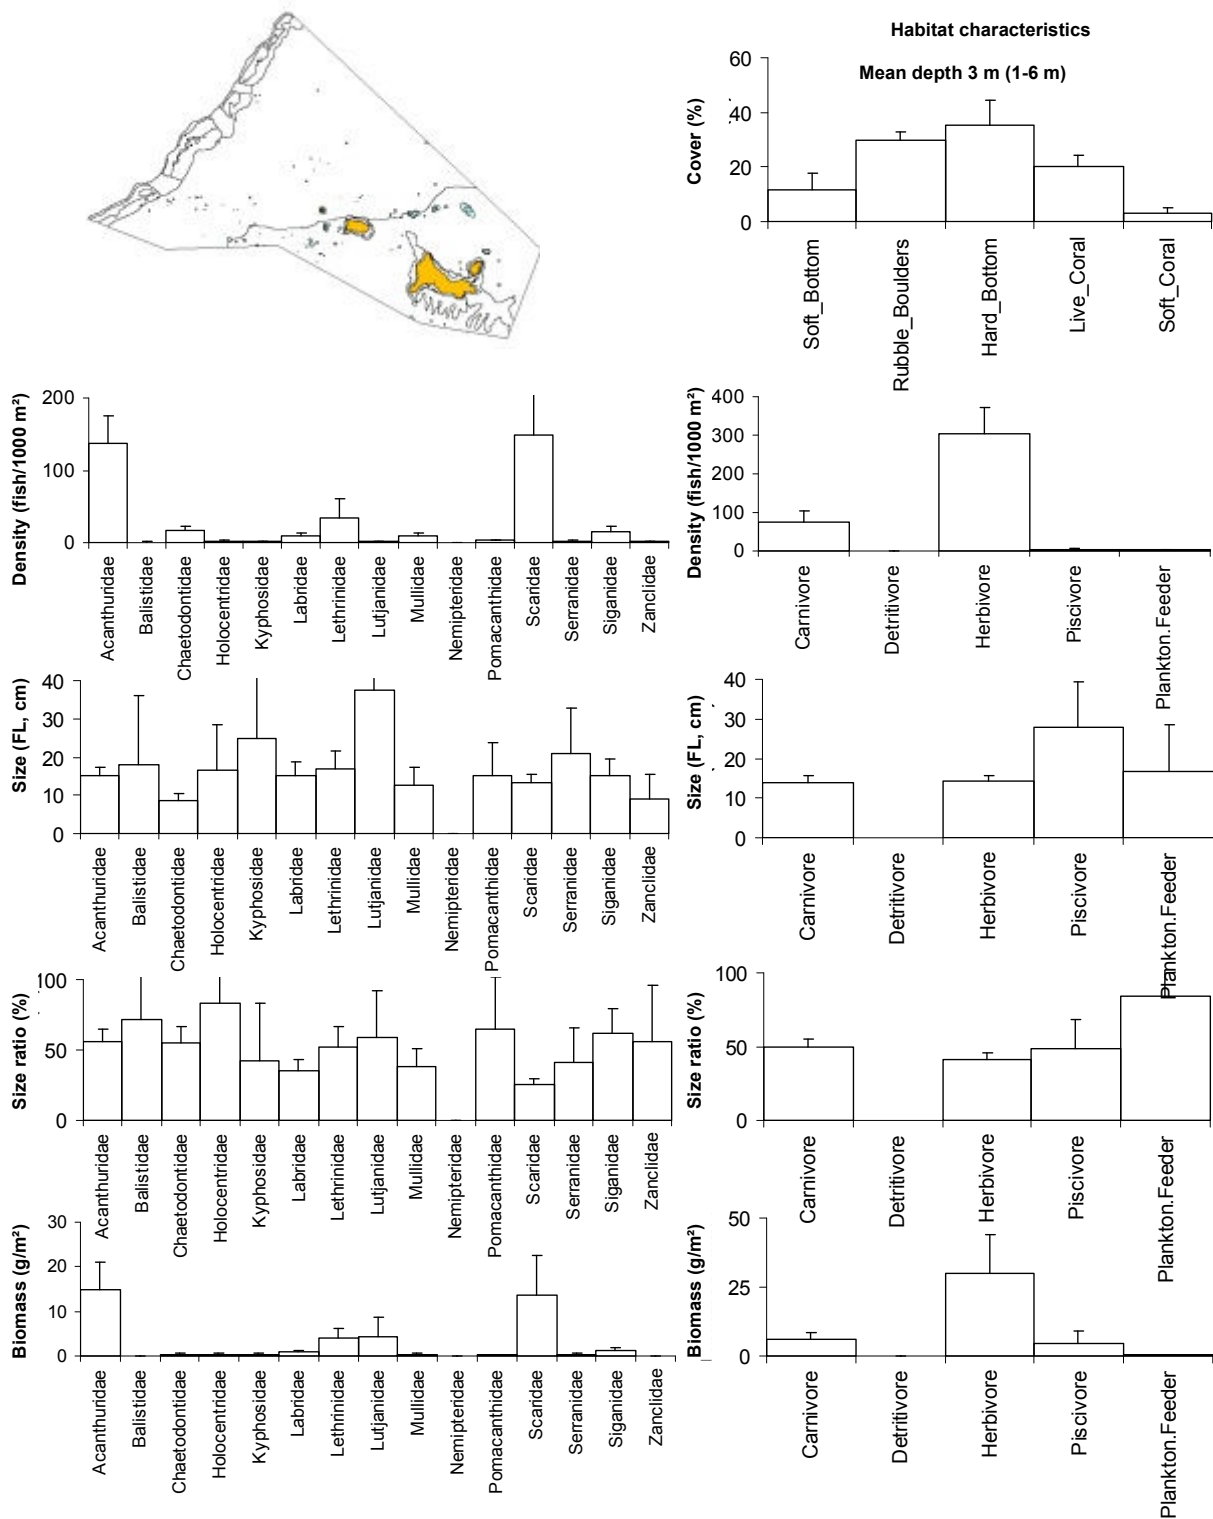 Habitat characteristics
Mean depth 3 m (1-6 m)
Cover (%)
60
40
20
0
Soft_Bottom
Rubble_Boulders
Hard_Bottom
Live_Coral
Soft_Coral
Density (fish/1000 m²)
200
100
0
Acanthuridae
Balistidae
Chaetodontidae
Holocentridae
Kyphosidae
Labridae
Lethrinidae
Lutjanidae
Mullidae
Nemipteridae
Pomacanthidae
Scaridae
Serranidae
Siganidae
Zanclidae
Density (fish/1000 m²)
400
300
200
100
0
Carnivore
Detritivore
Herbivore
Piscivore
Plankton.Feeder
Size (FL, cm)
40
30
20
10
0
Acanthuridae
Balistidae
Chaetodontidae
Holocentridae
Kyphosidae
Labridae
Lethrinidae
Lutjanidae
Mullidae
Nemipteridae
Pomacanthidae
Scaridae
Serranidae
Siganidae
Zanclidae
Size (FL, cm)
40
30
20
10
0
Carnivore
Detritivore
Herbivore
Piscivore
Plankton.Feeder
Size ratio (%)
100
50
0
Acanthuridae
Balistidae
Chaetodontidae
Holocentridae
Kyphosidae
Labridae
Lethrinidae
Lutjanidae
Mullidae
Nemipteridae
Pomacanthidae
Scaridae
Serranidae
Siganidae
Zanclidae
Size ratio (%)
100
50
0
Carnivore
Detritivore
Herbivore
Piscivore
Plankton.Feeder
Biomass (g/m²)
30
20
10
0
Acanthuridae
Balistidae
Chaetodontidae
Holocentridae
Kyphosidae
Labridae
Lethrinidae
Lutjanidae
Mullidae
Nemipteridae
Pomacanthidae
Scaridae
Serranidae
Siganidae
Zanclidae
Biomass (g/m²)
50
25
0
Carnivore
Detritivore
Herbivore
Piscivore
Plankton.Feeder